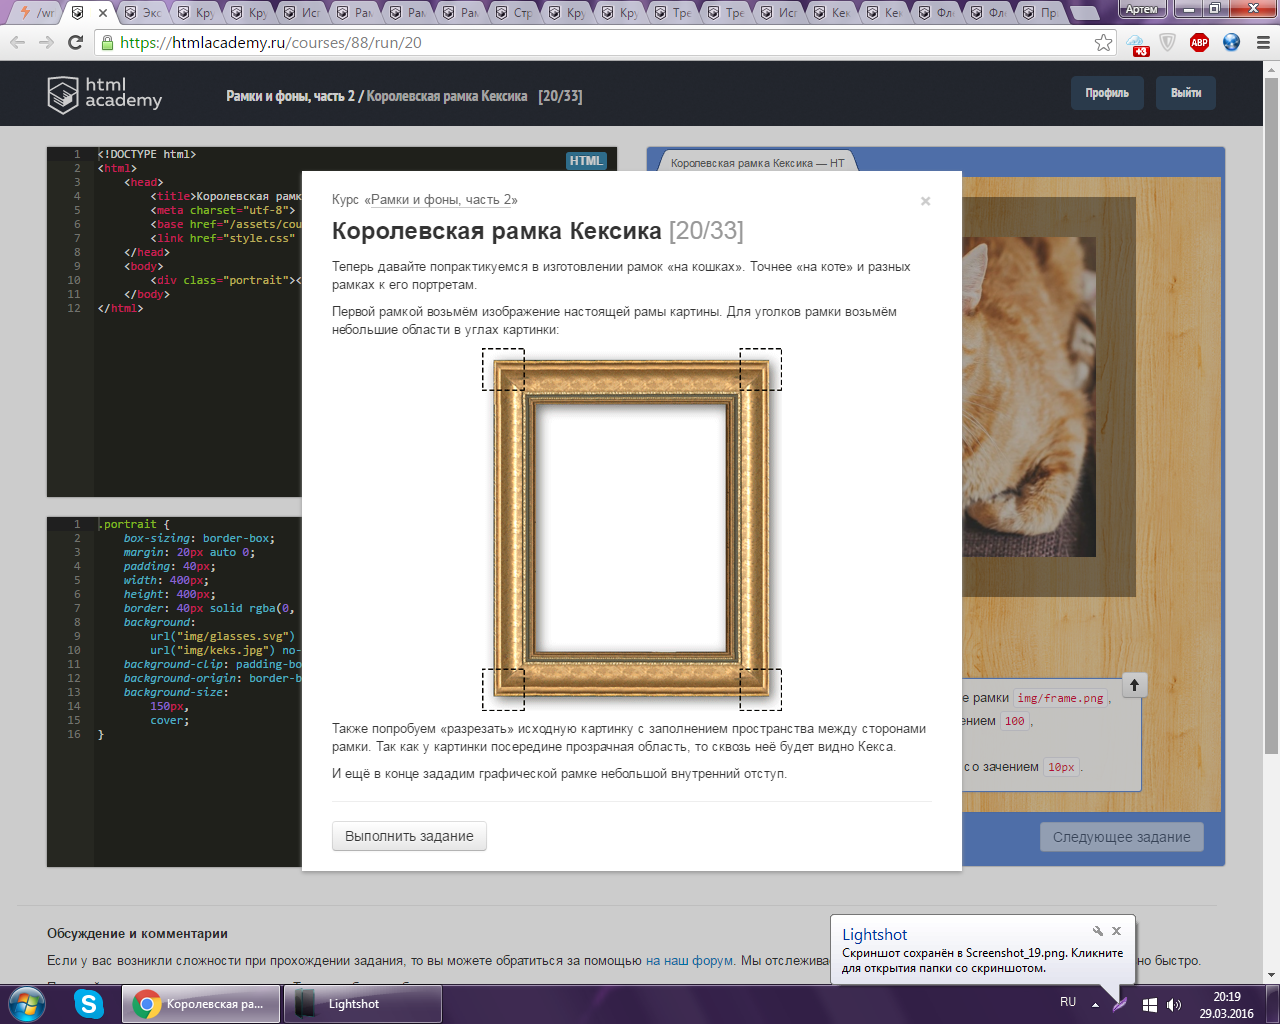 /wr
Экс
Кру
Кру
Исп
Рам
Рам
Рам
Стр
Кру
Кру
Тре
Тре
Исп
Кек
Кек
Фло
Фле
Пра
Артем
https://htmlacademy.ru/courses/88/run/20
+3
ABP
html
academy
Рамки и фоны, часть 2 / Королевская рамка Кексика [20/33]
Профиль
Выйти
1 <!DOCTYPE html>
HTML
2 <html>
3 <head>
4 <title>Королевская рамк
5 <meta charset="utf-8">
6 <base href="/assets/cou
7 <link href="style.css"
8 </head>
9 <body>
10 <div class="portrait"><
11 </body>
12 </html>
Королевская рамка Кексика — HT
Курс «Рамки и фоны, часть 2»
×
Королевская рамка Кексика [20/33]
Теперь давайте попрактикуемся в изготовлении рамок «на кошках». Точнее «на коте» и разных
рамках к его портретам.
Первой рамкой возьмём изображение настоящей рамы картины. Для уголков рамки возьмём
небольшие области в углах картинки:
Также попробуем «разрезать» исходную картинку с заполнением пространства между сторонами
рамки. Так как у картинки посередине прозрачная область, то сквозь неё будет видно Кекса.
И ещё в конце зададим графической рамке небольшой внутренний отступ.
Выполнить задание
1 .portrait {
2 box-sizing: border-box;
3 margin: 20px auto 0;
4 padding: 40px;
5 width: 400px;
6 height: 400px;
7 border: 40px solid rgba(0,
8 background:
9 url("img/glasses.svg")
10 url("img/keks.jpg") no-
11 background-clip: padding-bo
12 background-origin: border-b
13 background-size:
14 150px,
15 cover;
16 }
е рамки img/frame.png ,
ением 100 ,
со зачением 10px .
Следующее задание
Обсуждение и комментарии
Если у вас возникли сложности при прохождении задания, то вы можете обратиться за помощью на наш форум. Мы отслежива
но быстро.
Lightshot
Скриншот сохранён в Screenshot_19.png. Кликните
для открытия папки со скриншотом.
Королевская ра...
Lightshot
RU
20:19
29.03.2016